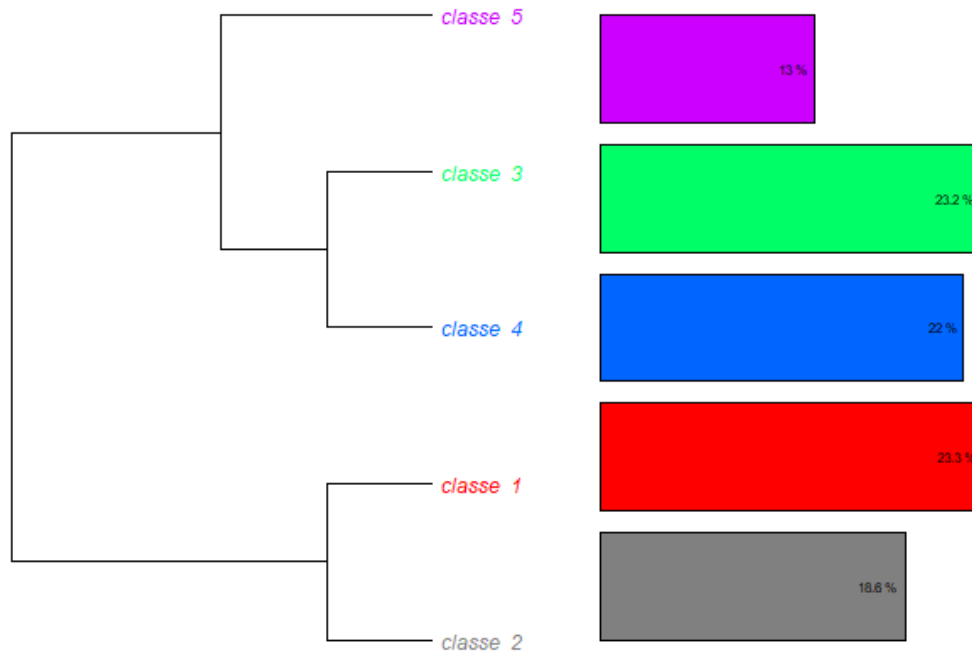 classe 5
13 %
classe 3
23.2 %
classe 4
22 %
classe 1
23.3 %
classe 2
18.6 %